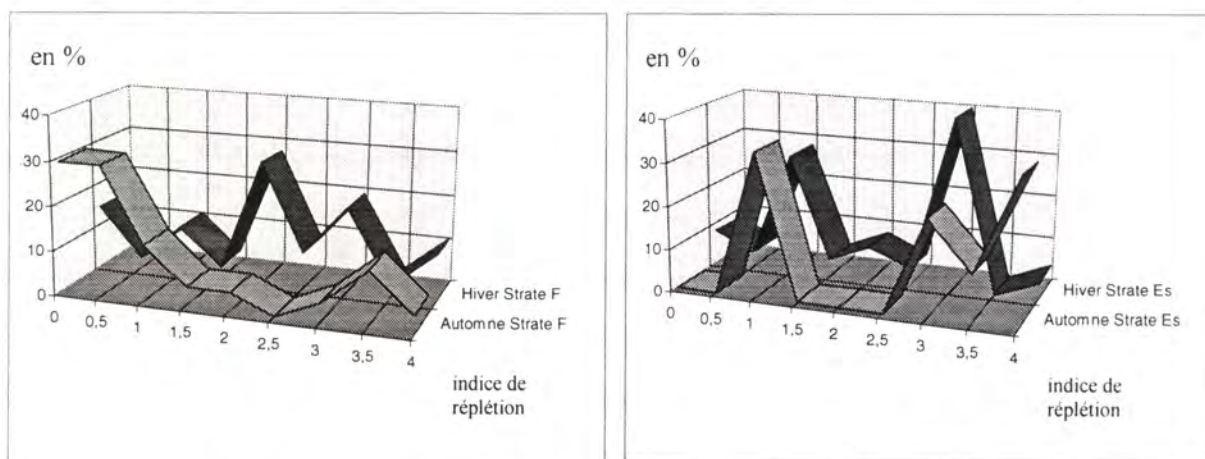 en %
40
30
20
10
0
0 0,5 1 1,5 2 2,5 3 3,5 4
Hiver Strate F
Automne Strate F
indice de
réplétion
en %
40
30
20
10
0
0 0,5 1 1,5 2 2,5 3 3,5 4
Hiver Strate Es
Automne Strate Es
indice de
réplétion